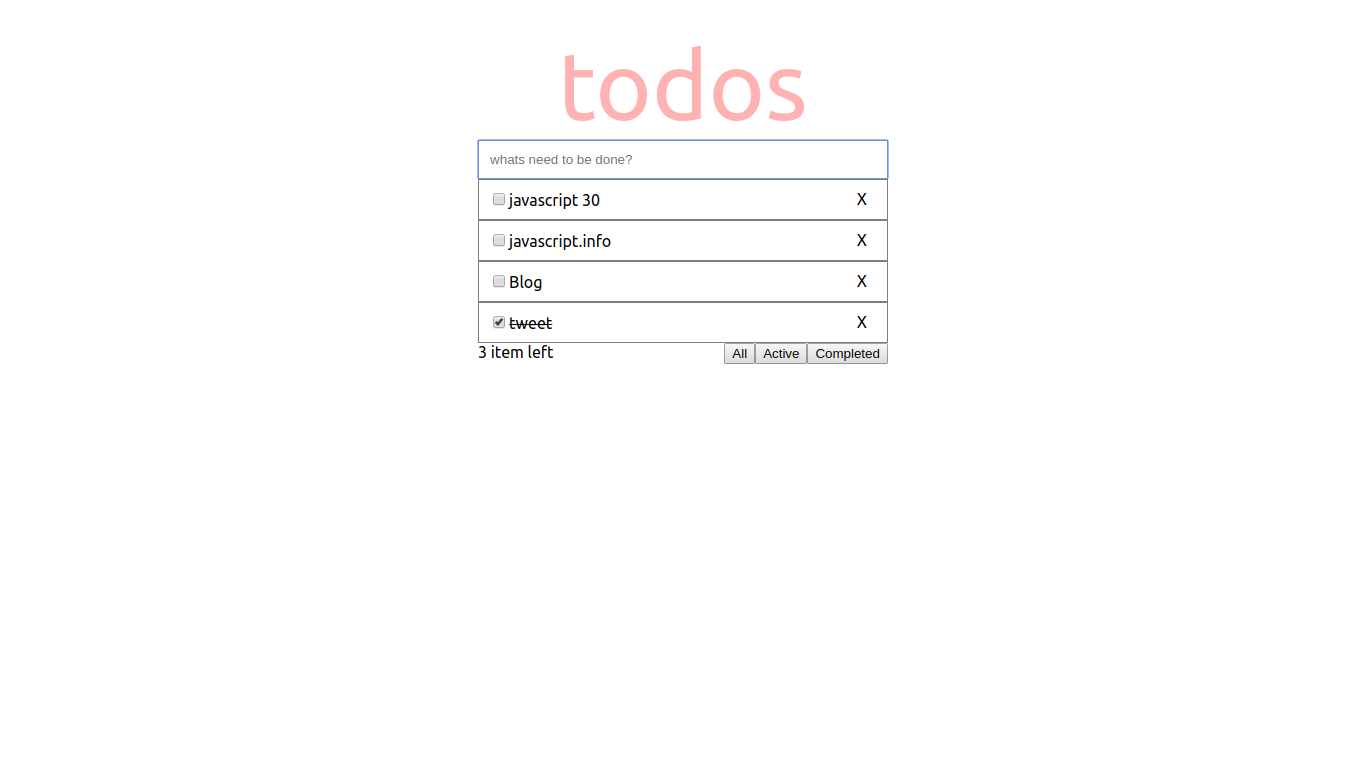 todos
whats need to be done?
javascript 30 X
javascript.info X
Blog X
tweet X
3 item left All Active Completed